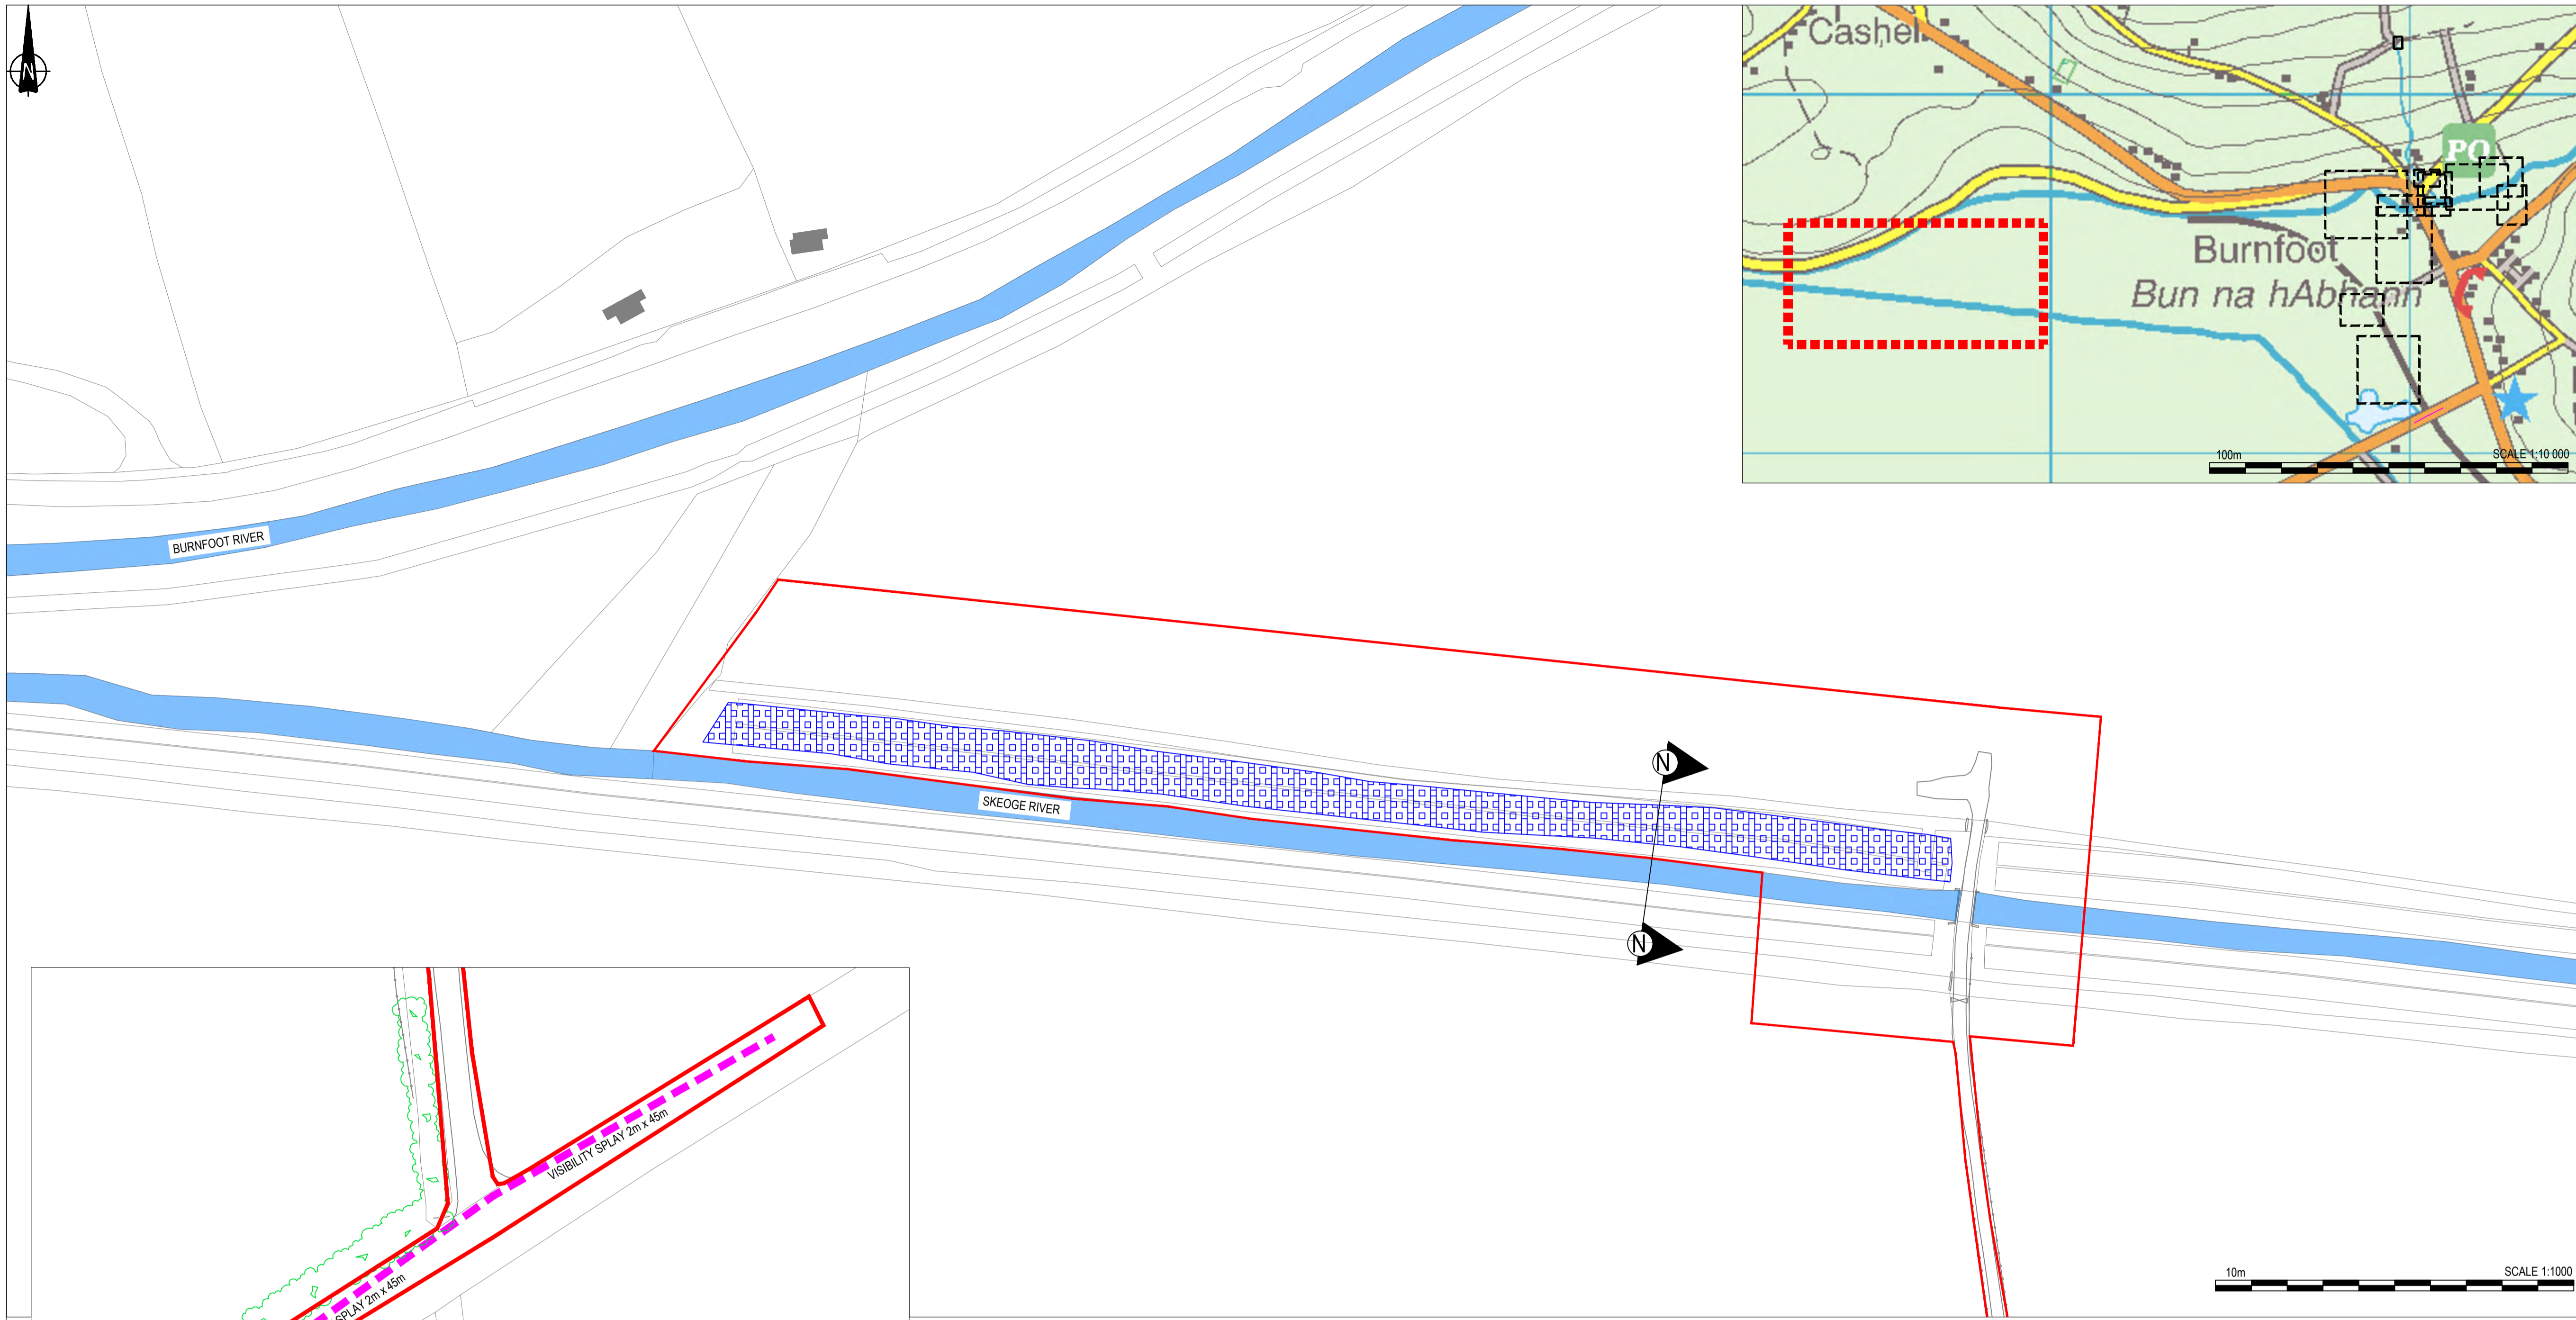 N
Cashel
PO
Burnfoot
Bun na hAbhann
100m
SCALE 1:10 000
BURNFOOT RIVER
N
SKEOGE RIVER
N
VISIBILITY SPLAY 2m x 45m
SPLAY 2m x 45m
10m
SCALE 1:1000